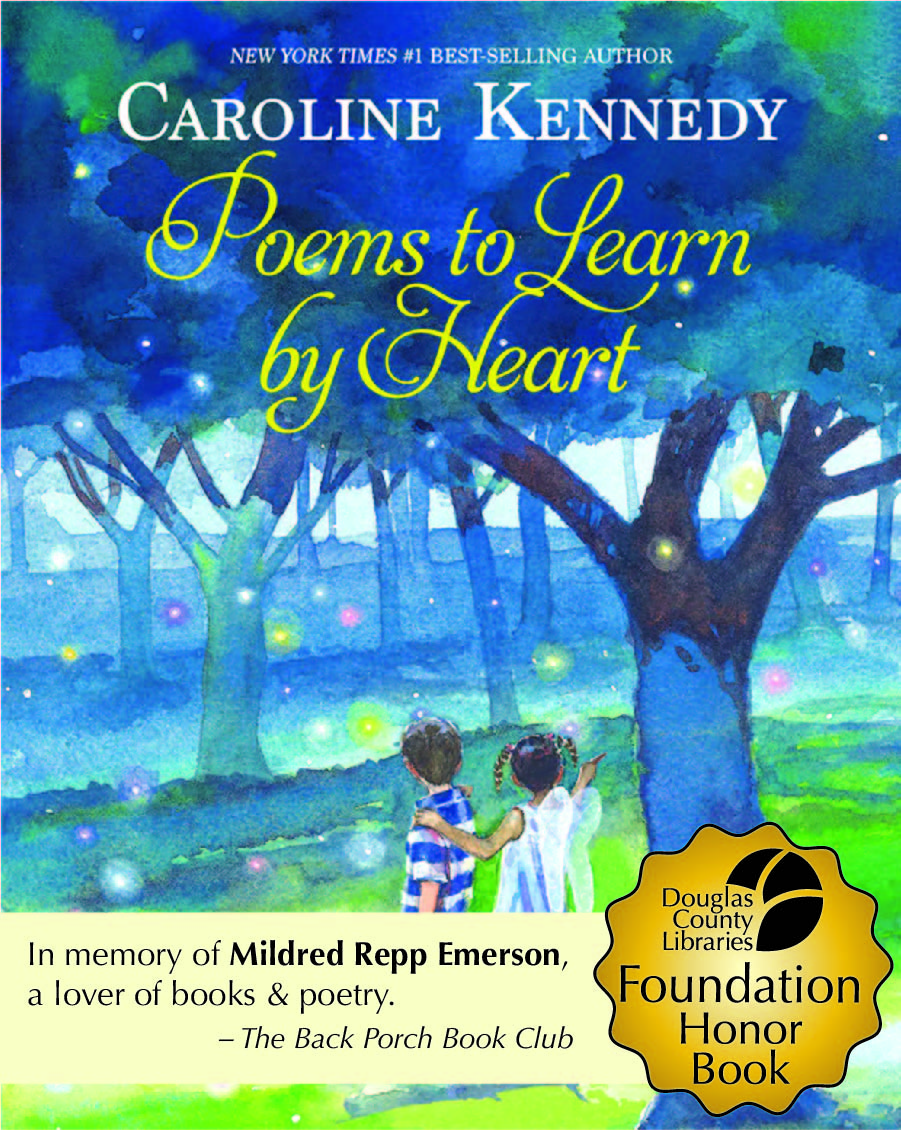 NEW YORK TIMES #1 BEST-SELLING AUTHOR
CAROLINE KENNEDY
Poems to Learn
by Heart
In memory of Mildred Repp Emerson,
a lover of books & poetry.
– The Back Porch Book Club
Douglas
County
Libraries
Foundation
Honor
Book